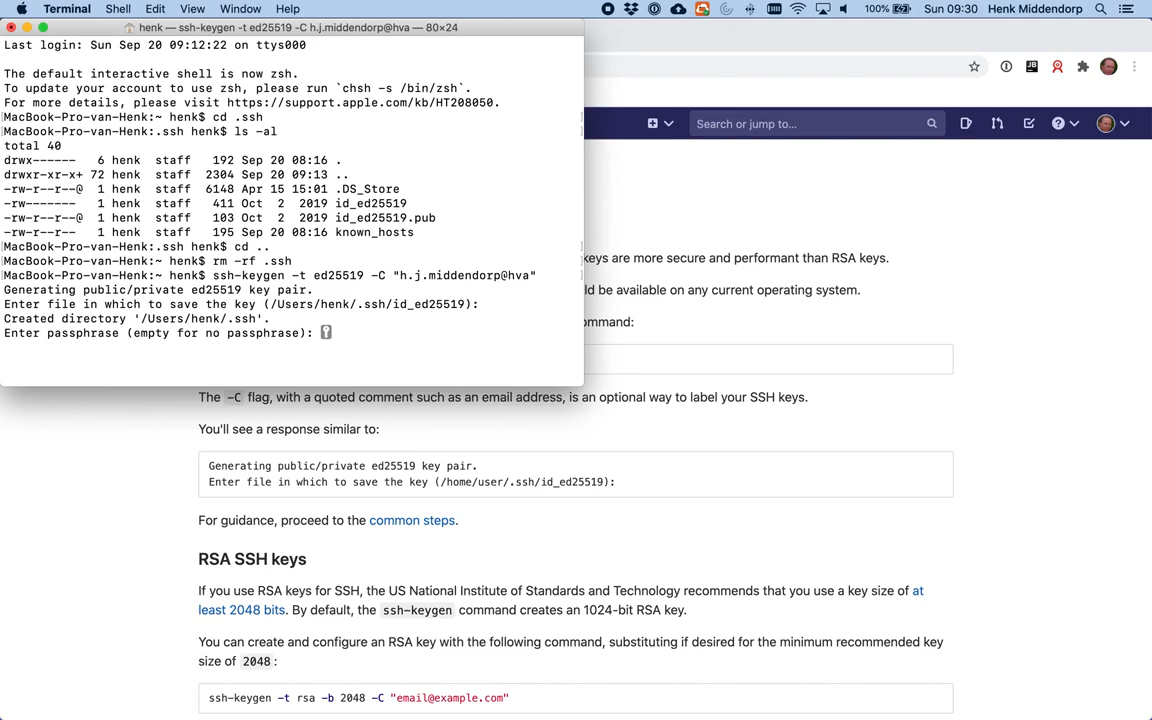 Terminal Shell Edit View Window Help 100% Sun 09:30 Henk Middendorp
henk — ssh-keygen -t ed25519 -C h.j.middendorp@hva — 80×24
Last login: Sun Sep 20 09:12:22 on ttys000
The default interactive shell is now zsh.
To update your account to use zsh, please run `chsh -s /bin/zsh`.
For more details, please visit https://support.apple.com/kb/HT208050.
MacBook-Pro-van-Henk:~ henk$ cd .ssh
MacBook-Pro-van-Henk:.ssh henk$ ls -al
total 40
drwx------   6 henk  staff   192 Sep 20 08:16 .
drwxr-xr-x+ 72 henk  staff  2304 Sep 20 09:13 ..
-rw-r--r--@  1 henk  staff  6148 Apr 15 15:01 .DS_Store
-rw-------   1 henk  staff   411 Oct  2  2019 id_ed25519
-rw-r--r--@  1 henk  staff   103 Oct  2  2019 id_ed25519.pub
-rw-r--r--   1 henk  staff   195 Sep 20 08:16 known_hosts
MacBook-Pro-van-Henk:.ssh henk$ cd ..
MacBook-Pro-van-Henk:~ henk$ rm -rf .ssh
MacBook-Pro-van-Henk:~ henk$ ssh-keygen -t ed25519 -C "h.j.middendorp@hva"
Generating public/private ed25519 key pair.
Enter file in which to save the key (/Users/henk/.ssh/id_ed25519):
Created directory '/Users/henk/.ssh'.
Enter passphrase (empty for no passphrase):
JB
Search or jump to...
keys are more secure and performant than RSA keys.
ld be available on any current operating system.
ommand:
The -C flag, with a quoted comment such as an email address, is an optional way to label your SSH keys.
You'll see a response similar to:
Generating public/private ed25519 key pair.
Enter file in which to save the key (/home/user/.ssh/id_ed25519):
For guidance, proceed to the common steps.
RSA SSH keys
If you use RSA keys for SSH, the US National Institute of Standards and Technology recommends that you use a key size of at
least 2048 bits. By default, the ssh-keygen command creates an 1024-bit RSA key.
You can create and configure an RSA key with the following command, substituting if desired for the minimum recommended key
size of 2048 :
ssh-keygen -t rsa -b 2048 -C "email@example.com"